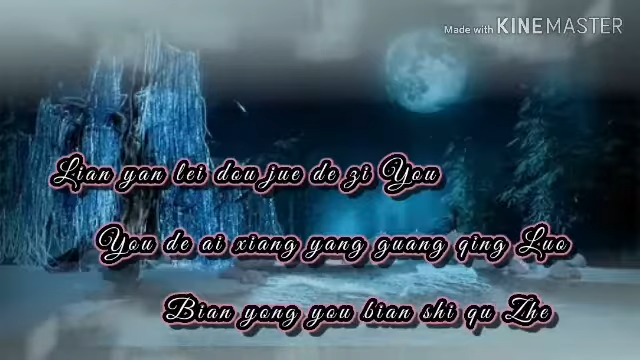 Made with KINEMASTER
Lian yan lei dou jue de zi You
You de ai xiang yang guang qing Luo
Bian yong you bian shi qu Zhe